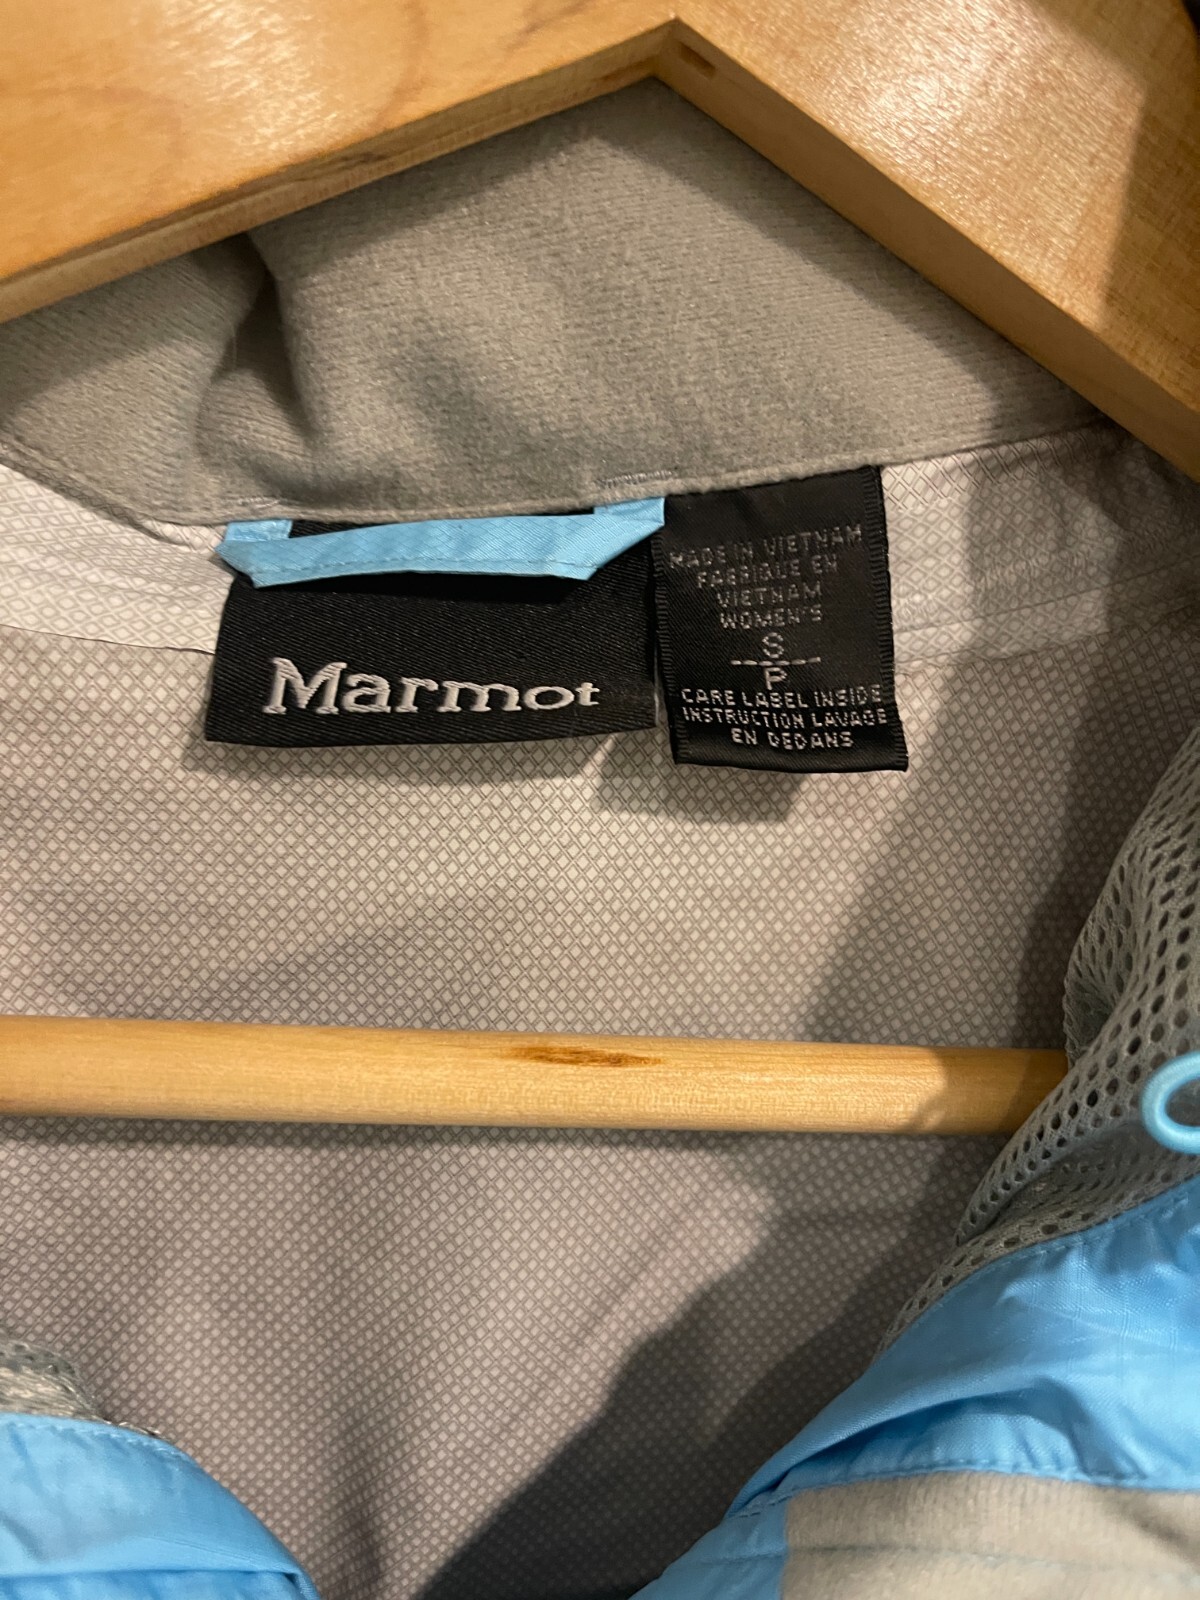 Marmot
MADE IN VIETNAM
FABRIQUE EN
VIETNAM
WOMEN'S
S
P
CARE LABEL INSIDE
INSTRUCTION LAVAGE
EN DEDANS